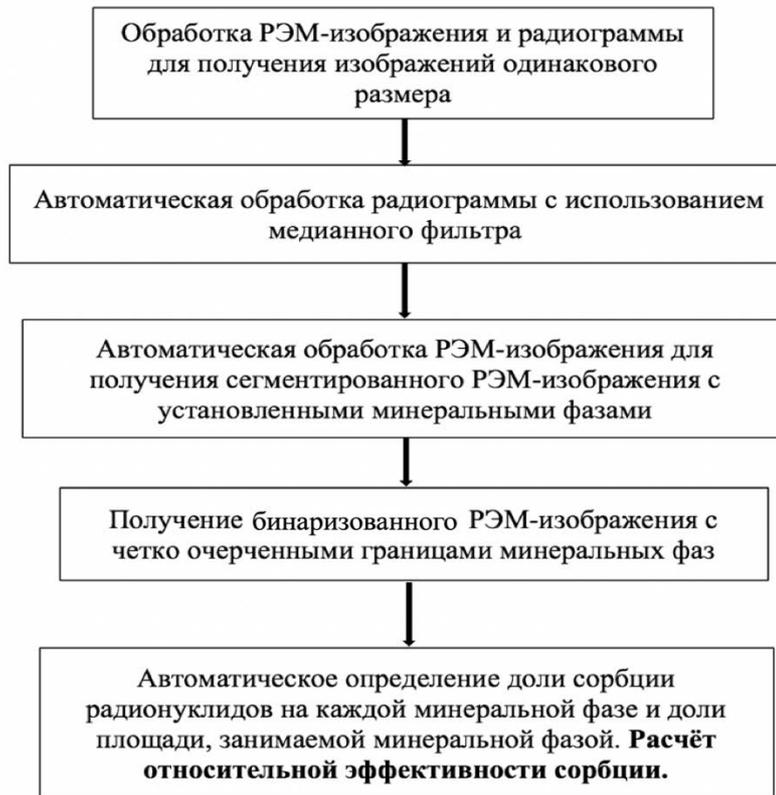 Обработка РЭМ-изображения и радиограммы
для получения изображений одинакового
размера
Автоматическая обработка радиограммы с использованием
медианного фильтра
Автоматическая обработка РЭМ-изображения для
получения сегментированного РЭМ-изображения с
установленными минеральными фазами
Получение бинаризованного РЭМ-изображения с
четко очерченными границами минеральных фаз
Автоматическое определение доли сорбции
радионуклидов на каждой минеральной фазе и доли
площади, занимаемой минеральной фазой. Расчёт
относительной эффективности сорбции.